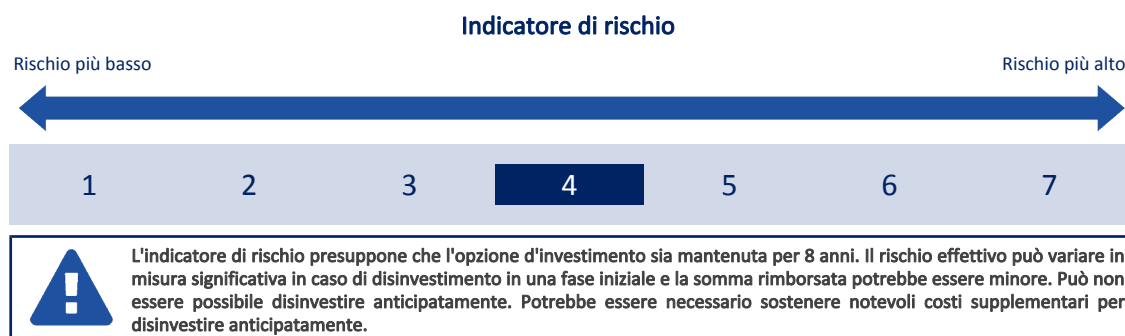 Indicatore di rischio
Rischio più basso
Rischio più alto
1 2 3 4 5 6 7
L'indicatore di rischio presuppone che l'opzione d'investimento sia mantenuta per 8 anni. Il rischio effettivo può variare in
misura significativa in caso di disinvestimento in una fase iniziale e la somma rimborsata potrebbe essere minore. Può non
essere possibile disinvestire anticipatamente. Potrebbe essere necessario sostenere notevoli costi supplementari per
disinvestire anticipatamente.